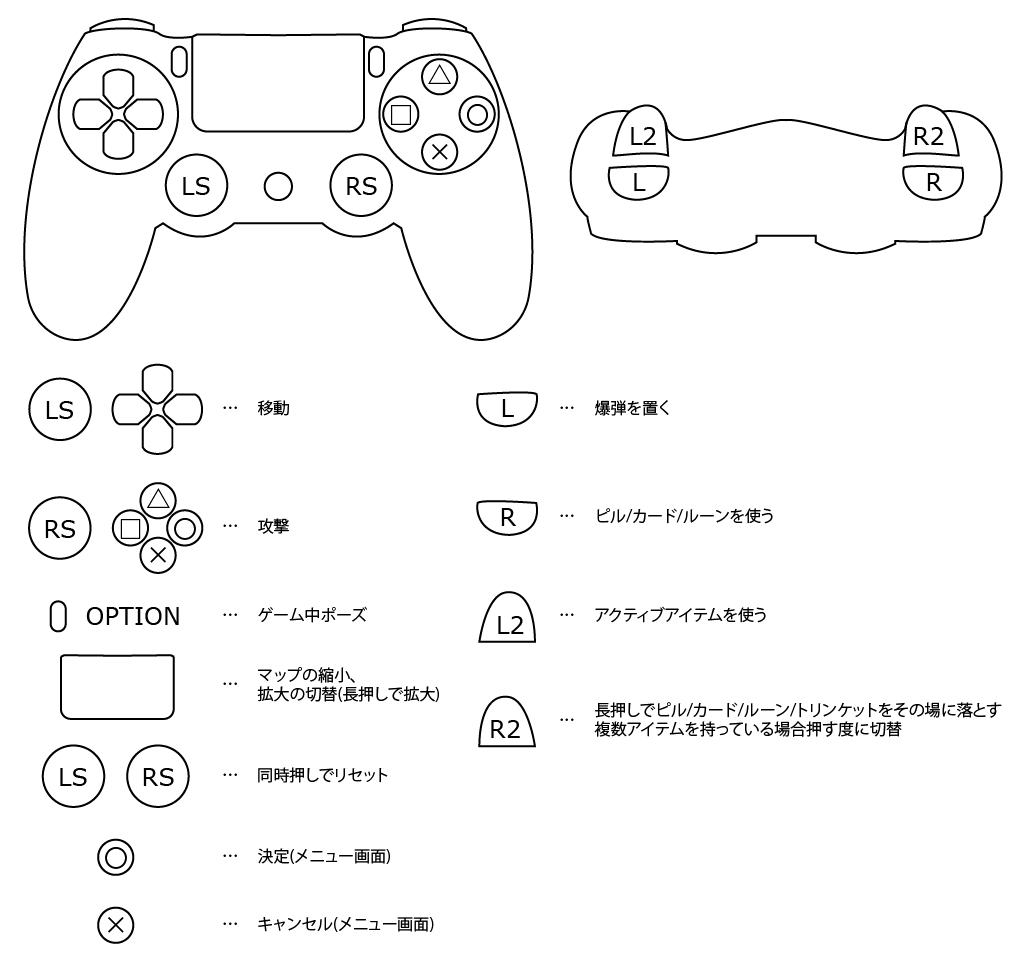 LS
RS
L2
R2
L
R
LS … 移動
RS … 攻撃
OPTION … ゲーム中ポーズ
… マップの縮小、
拡大の切替(長押しで拡大)
LS RS … 同時押しでリセット
… 決定(メニュー画面)
… キャンセル(メニュー画面)
L … 爆弾を置く
R … ピル/カード/ルーンを使う
L2 … アクティブアイテムを使う
R2 … 長押しでピル/カード/ルーン/トリンケットをその場に落とす
複数アイテムを持っている場合押す度に切替